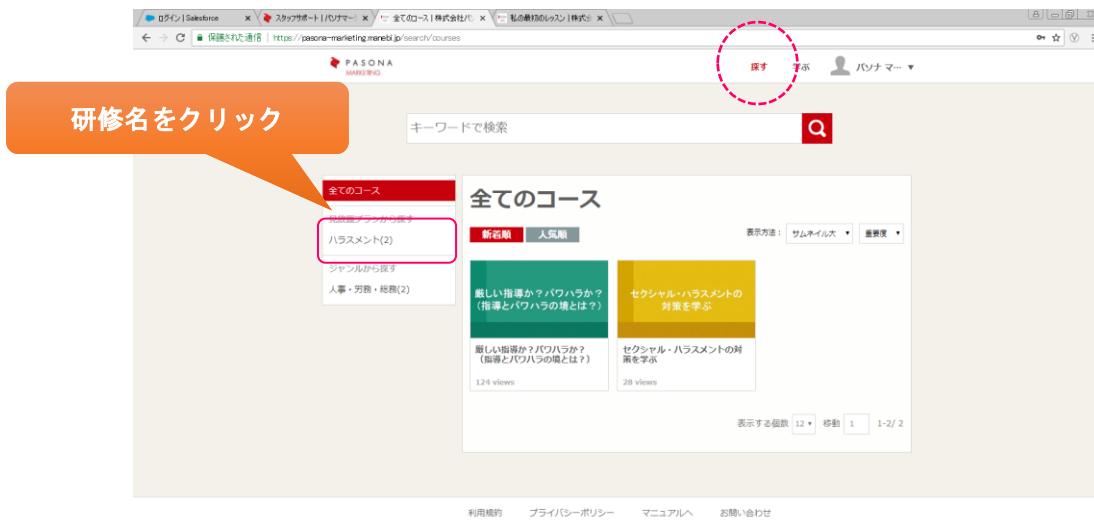 ログイン | Salesforce
スタッフサポート | パソナマー
全てのコース | 株式会社パ
私の最初のレッスン | 株式
保護された通信 | https://pasona-marketing.manebi.jp/search/courses
PASONA
MARKETING
探す
学ぶ
パソナ マ… ▼
研修名をクリック
キーワードで検索
全てのコース
見放題プランから探す
ハラスメント(2)
ジャンルから探す
人事・労務・総務(2)
全てのコース
新着順
人気順
表示方法： サムネイル大 ▼ 重要度 ▼
厳しい指導か？パワハラか？
（指導とパワハラの境とは？）
セクシャル・ハラスメントの
対策を学ぶ
厳しい指導か？パワハラか？
（指導とパワハラの境とは？）
124 views
セクシャル・ハラスメントの対
策を学ぶ
28 views
表示する個数 12 ▼ 移動 1 1-2/ 2
利用規約 プライバシーポリシー マニュアルへ お問い合わせ